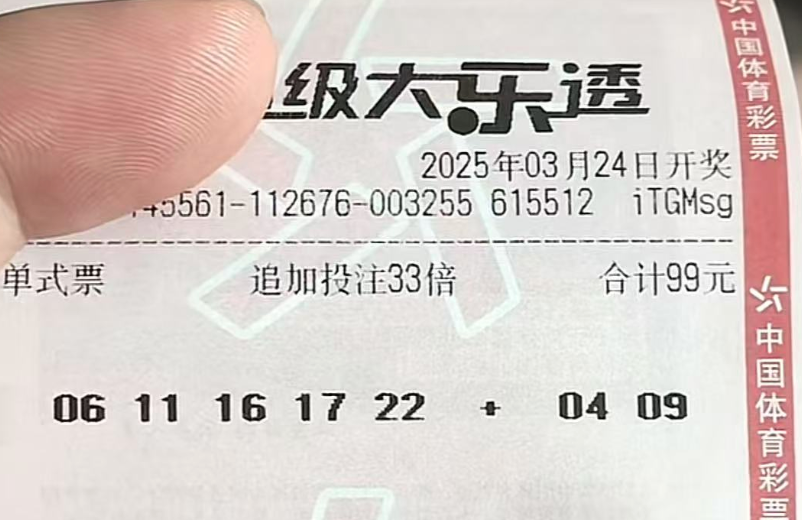 级大乐透
2025年03月24日开奖
45561-112676-003255 615512 iTGMsg
单式票 追加投注33倍 合计99元
06 11 16 17 22 + 04 09
中国体育彩票
中国体育彩票